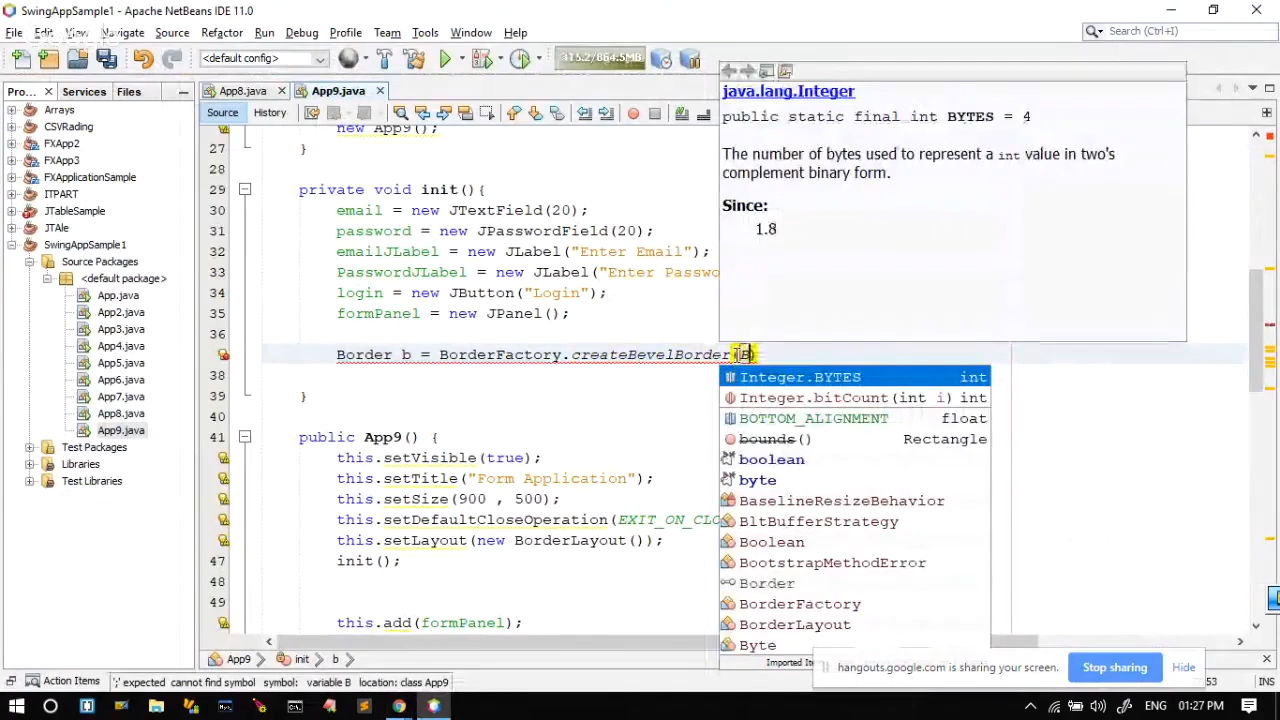 SwingAppSample1 - Apache NetBeans IDE 11.0
File Edit View Navigate Source Refactor Run Debug Profile Team Tools Window Help
Search (Ctrl+I)
<default config>
415.2/864.5MB
Pro...
Services
Files
App8.java
App9.java
Source
History
Arrays
CSVRading
FXApp2
FXApp3
FXApplicationSample
ITPART
JTableSample
JTAle
SwingAppSample1
Source Packages
<default package>
App.java
App2.java
App3.java
App4.java
App5.java
App6.java
App7.java
App8.java
App9.java
Test Packages
Libraries
Test Libraries
new App9();
27 }
28
29 private void init(){
30 email = new JTextField(20);
31 password = new JPasswordField(20);
32 emailJLabel = new JLabel("Enter Email");
33 PasswordJLabel = new JLabel("Enter Passwo
34 login = new JButton("Login");
35 formPanel = new JPanel();
36
Border b = BorderFactory.createBevelBorder(B)
38
39 }
40
41 public App9() {
this.setVisible(true);
this.setTitle("Form Application");
this.setSize(900 , 500);
this.setDefaultCloseOperation(EXIT_ON_CLO
this.setLayout(new BorderLayout());
47 init();
48
49
this.add(formPanel);
java.lang.Integer
public static final int BYTES = 4
The number of bytes used to represent a int value in two's
complement binary form.
Since:
1.8
Integer.BYTES int
Integer.bitCount(int i) int
BOTTOM_ALIGNMENT float
bounds() Rectangle
boolean
byte
BaselineResizeBehavior
BltBufferStrategy
Boolean
BootstrapMethodError
Border
BorderFactory
BorderLayout
Byte
App9
init
b
hangouts.google.com is sharing your screen.
Stop sharing
Hide
Action Items
';' expected cannot find symbol symbol: variable B location: class App9
53
INS
01:27 PM